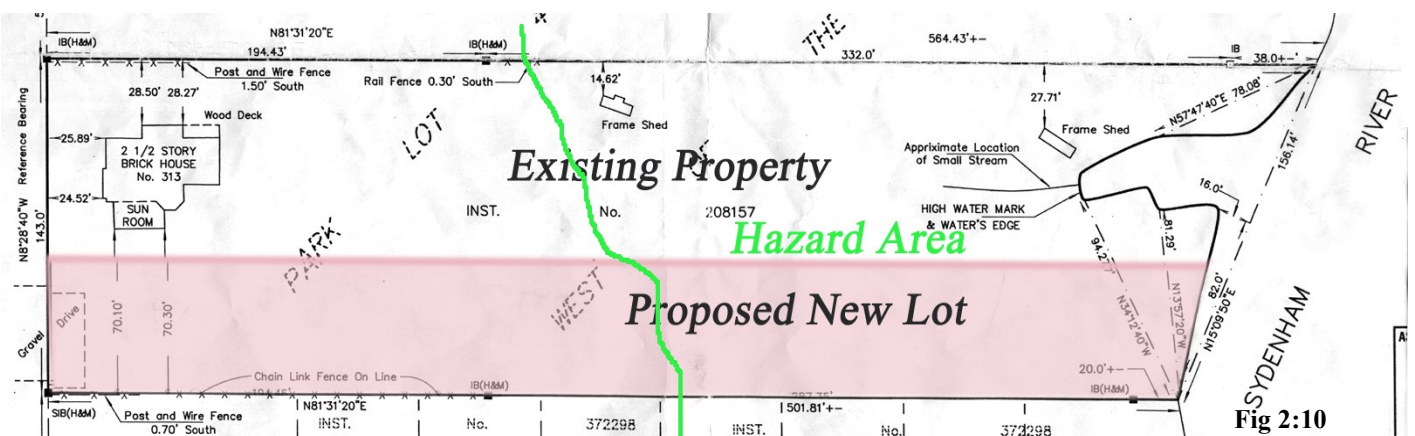 N81°31'20"E
564.43'+-
THE
IB(H&M)
194.43'
IB(H&M)
332.0'
IB
38.0+-
Post and Wire Fence
1.50' South
Rail Fence 0.30' South
14.62'
28.50' 28.27'
Wood Deck
Frame Shed
27.71'
N57°47'40"E 78.08'
RIVER
N8°28'40"W Reference Bearing
143.0'
25.89'
2 1/2 STORY
BRICK HOUSE
No. 313
LOT
Frame Shed
Appriximate Location
of Small Stream
156.14'
Existing Property
24.52'
SUN
ROOM
16.0'
INST.
No.
208157
HIGH WATER MARK
& WATER'S EDGE
81.29'
Hazard Area
PARK
WEST
Proposed New Lot
N34°12'40"W
N13°57'20"W
82.0'
N15°09'50"E
Drive
70.10'
70.30'
Gravel
SYDENHAM
20.0'+-
Chain Link Fence On Line
IB(H&M)
IB(H&M)
SIB(H&M)
Post and Wire Fence
0.70' South
N81°31'20"E
501.81'+-
INST.
No.
372298
INST.
No.
372298
Fig 2:10